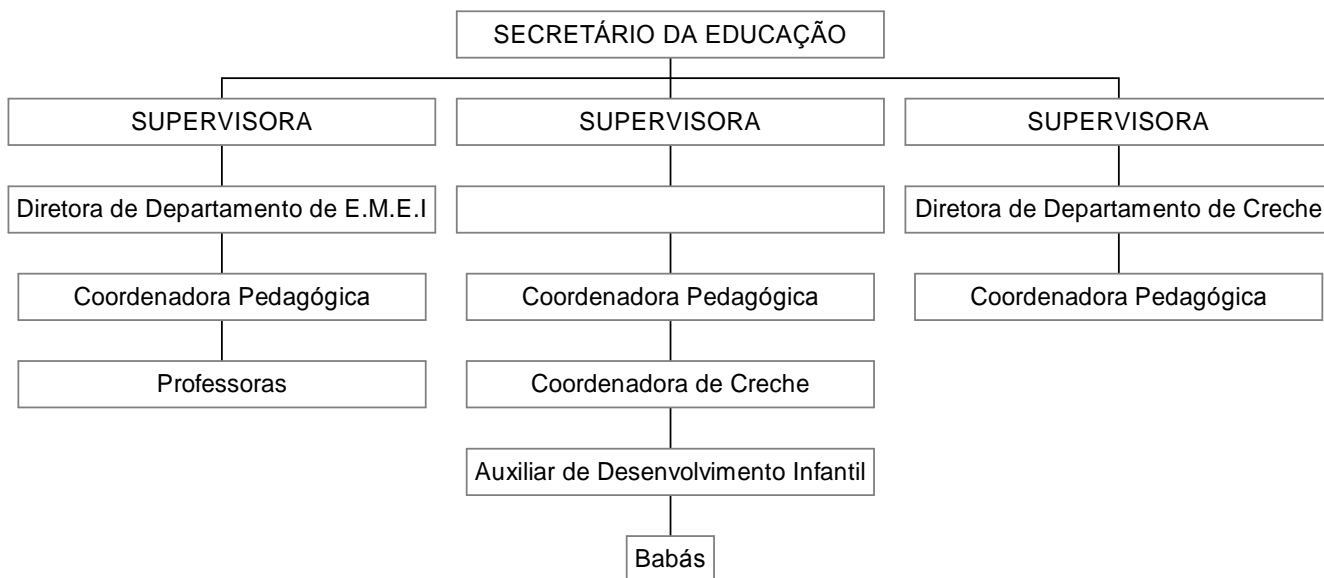 SECRETÁRIO DA EDUCAÇÃO
SUPERVISORA
SUPERVISORA
SUPERVISORA
Diretora de Departamento de E.M.E.I
Diretora de Departamento de Creche
Coordenadora Pedagógica
Coordenadora Pedagógica
Coordenadora Pedagógica
Professoras
Coordenadora de Creche
Auxiliar de Desenvolvimento Infantil
Babás